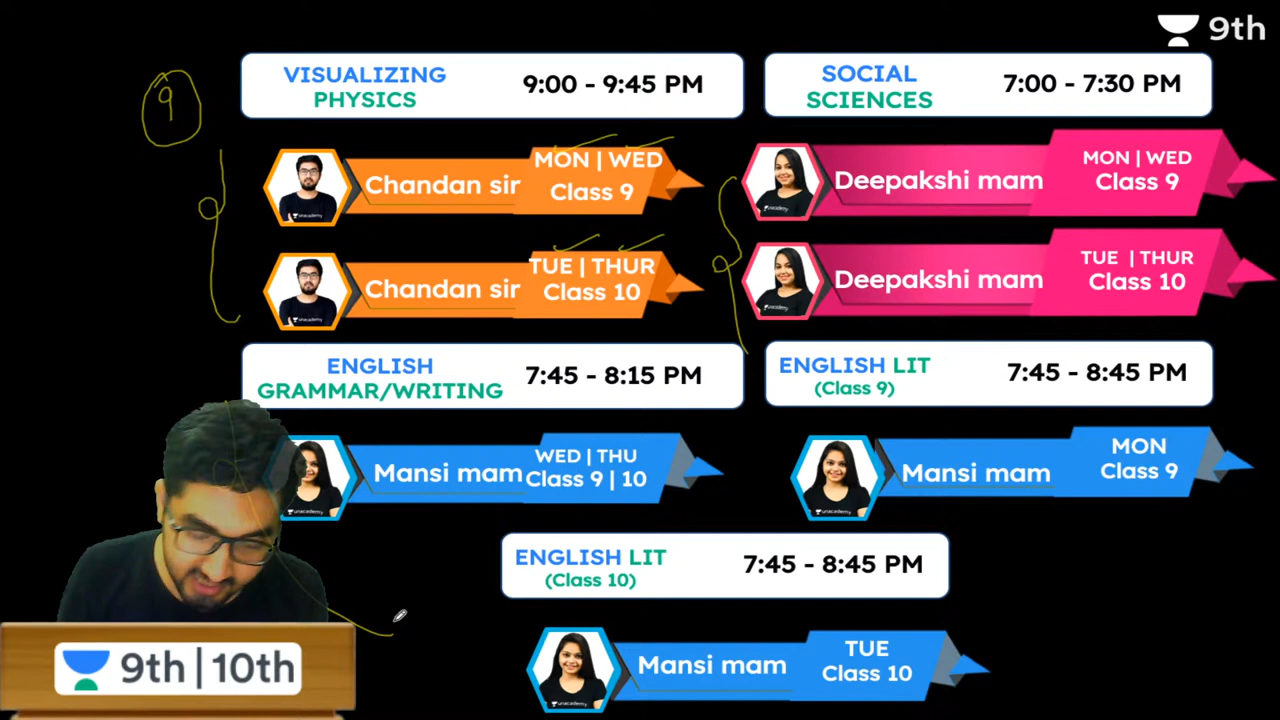 9th
VISUALIZING
PHYSICS
9:00 - 9:45 PM
SOCIAL
SCIENCES
7:00 - 7:30 PM
9
Chandan sir
MON | WED
Class 9
Deepakshi mam
MON | WED
Class 9
Chandan sir
TUE | THUR
Class 10
Deepakshi mam
TUE | THUR
Class 10
ENGLISH
GRAMMAR/WRITING
7:45 - 8:15 PM
ENGLISH LIT
(Class 9)
7:45 - 8:45 PM
Mansi mam
WED | THU
Class 9 | 10
unacademy
Mansi mam
MON
Class 9
unacademy
ENGLISH LIT
(Class 10)
7:45 - 8:45 PM
Mansi mam
TUE
Class 10
unacademy
9th | 10th